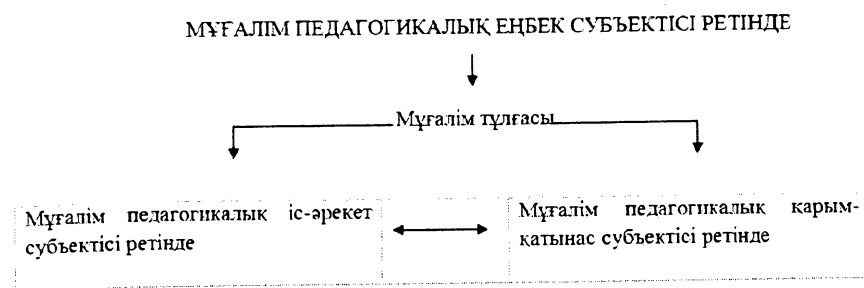 МҰҒАЛІМ ПЕДАГОГИКАЛЫҚ ЕҢБЕК СУБЪЕКТІСІ РЕТІНДЕ
Мұғалім тұлғасы
Мұғалім педагогикалық іс-әрекет
субъектісі ретінде
Мұғалім педагогикалық қарым-
қатынас субъектісі ретінде